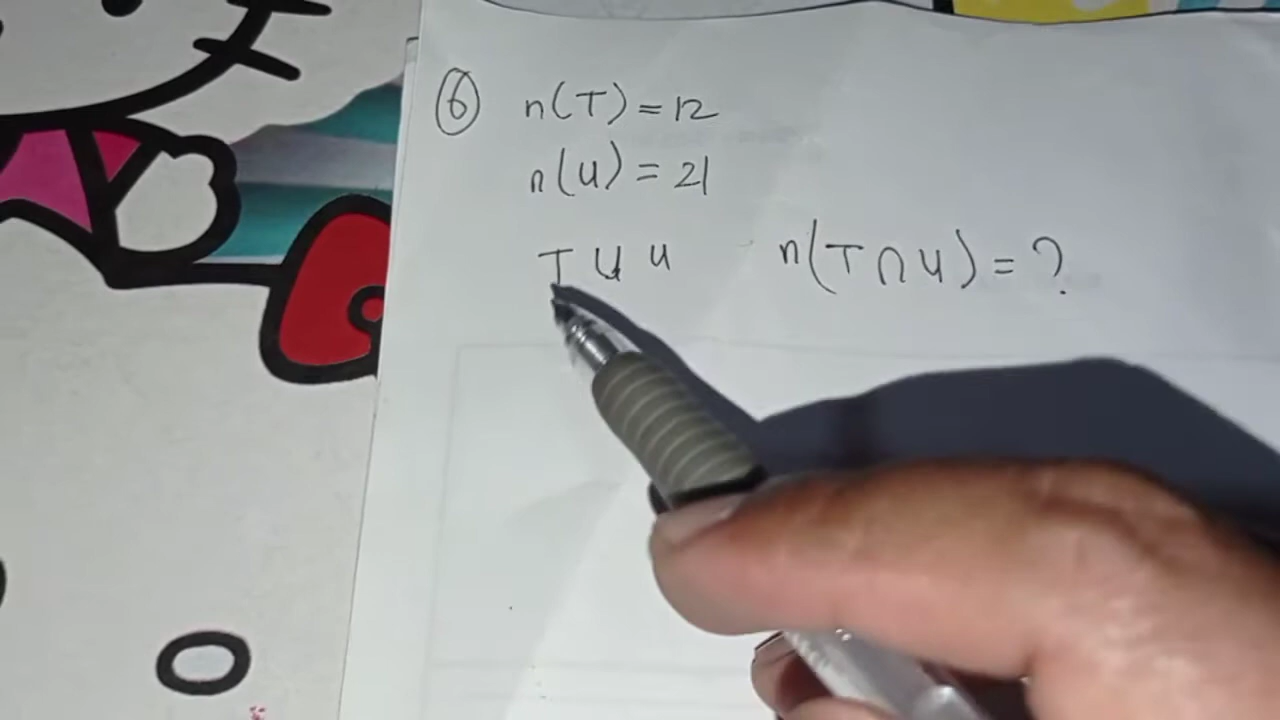 ⑥ n(T) = 12
n(U) = 21
T ∪ U n(T ∩ U) = ?